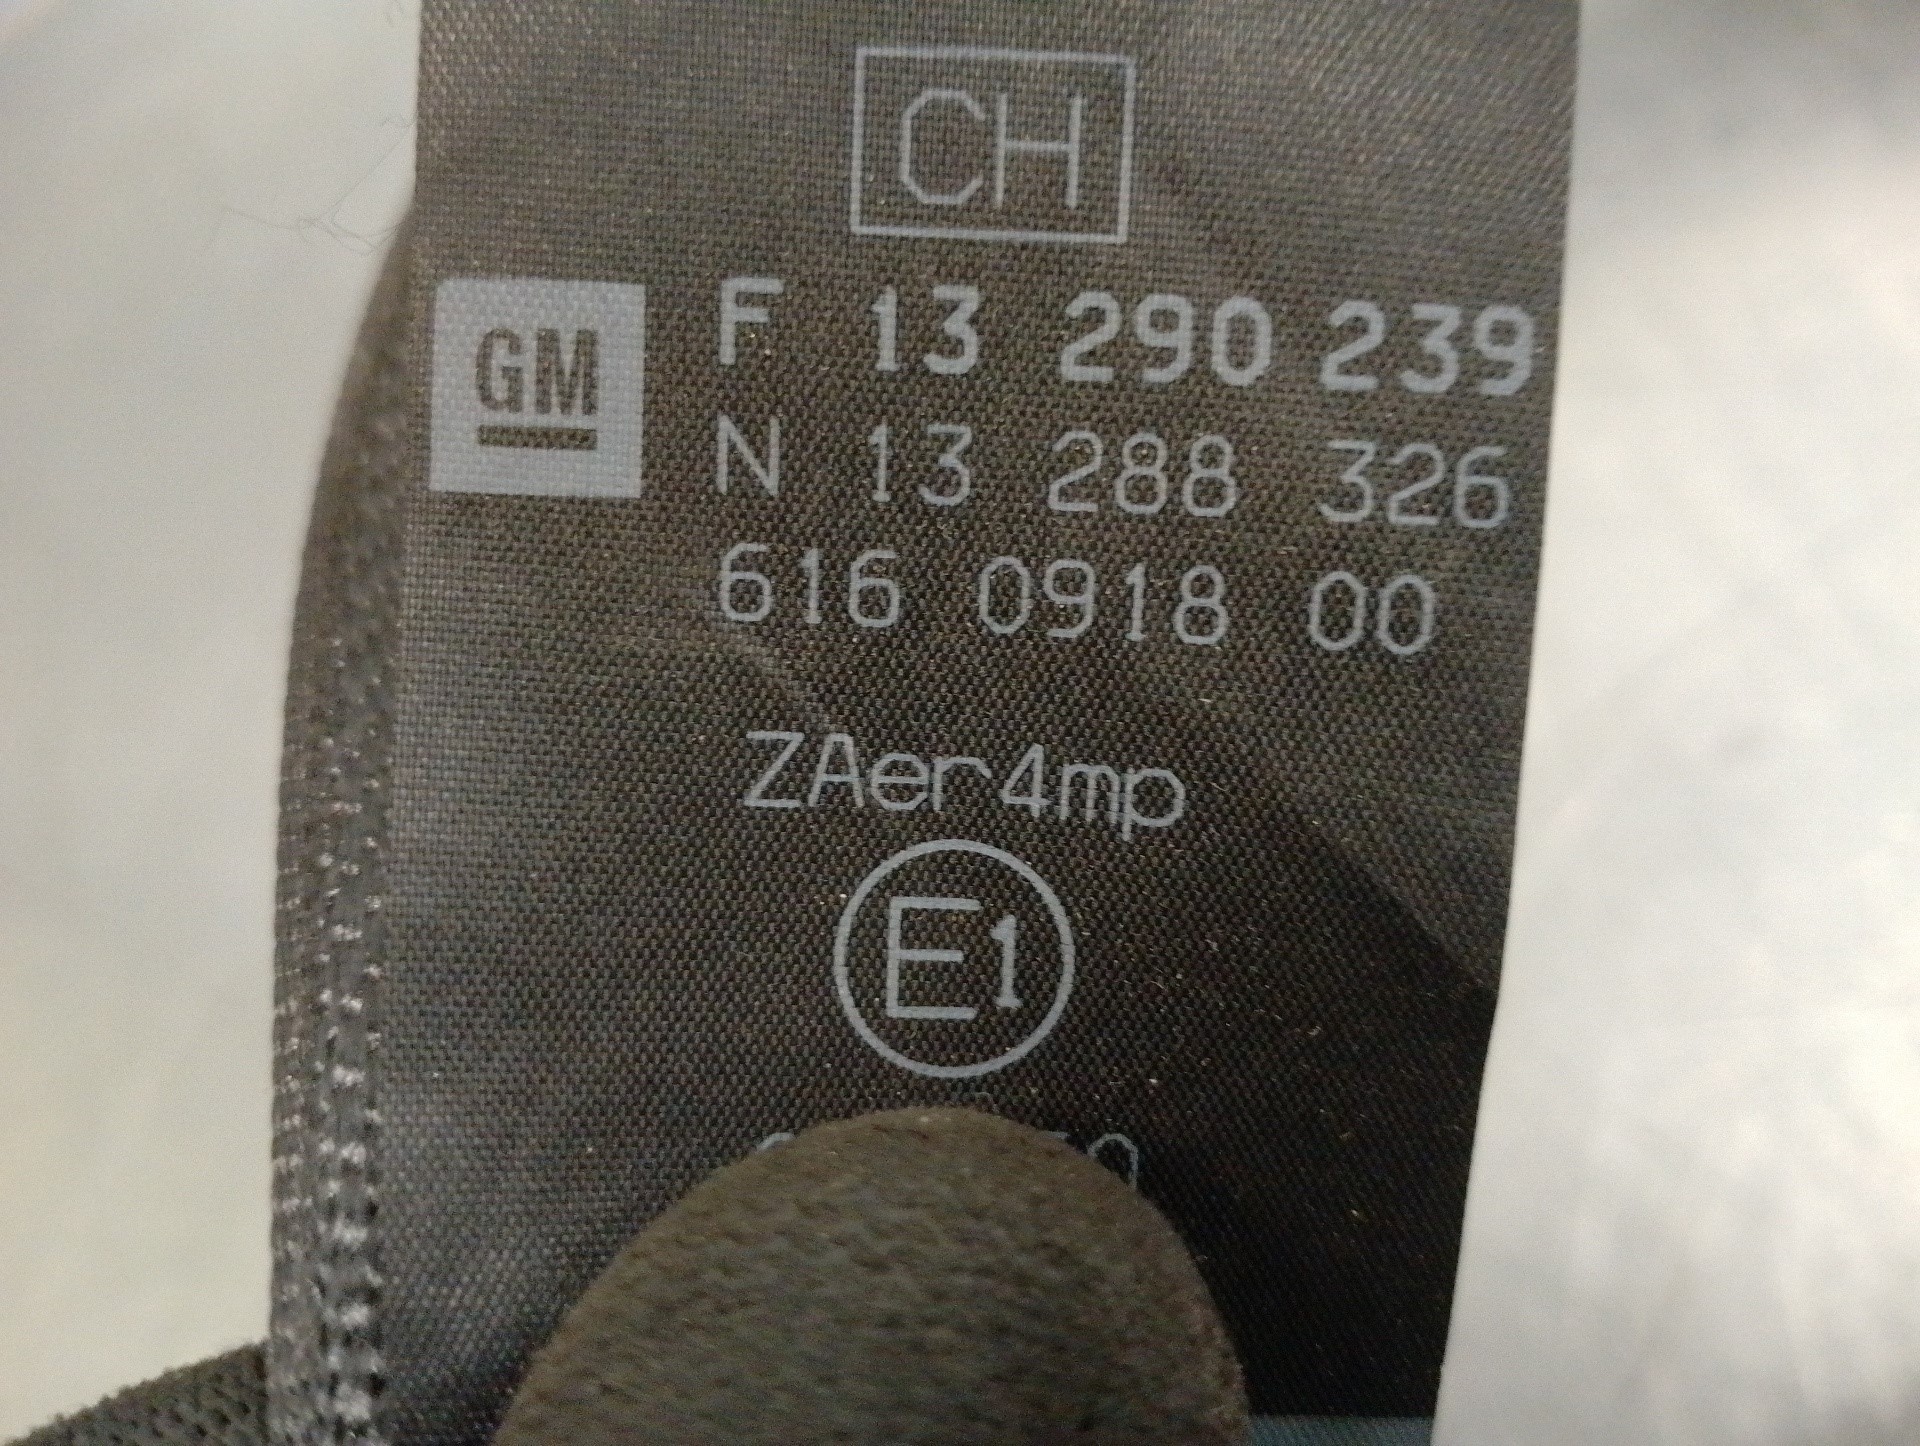 CH
GM
F 13 290 239
N 13 288 326
616 0918 00
ZAer4mp
E1